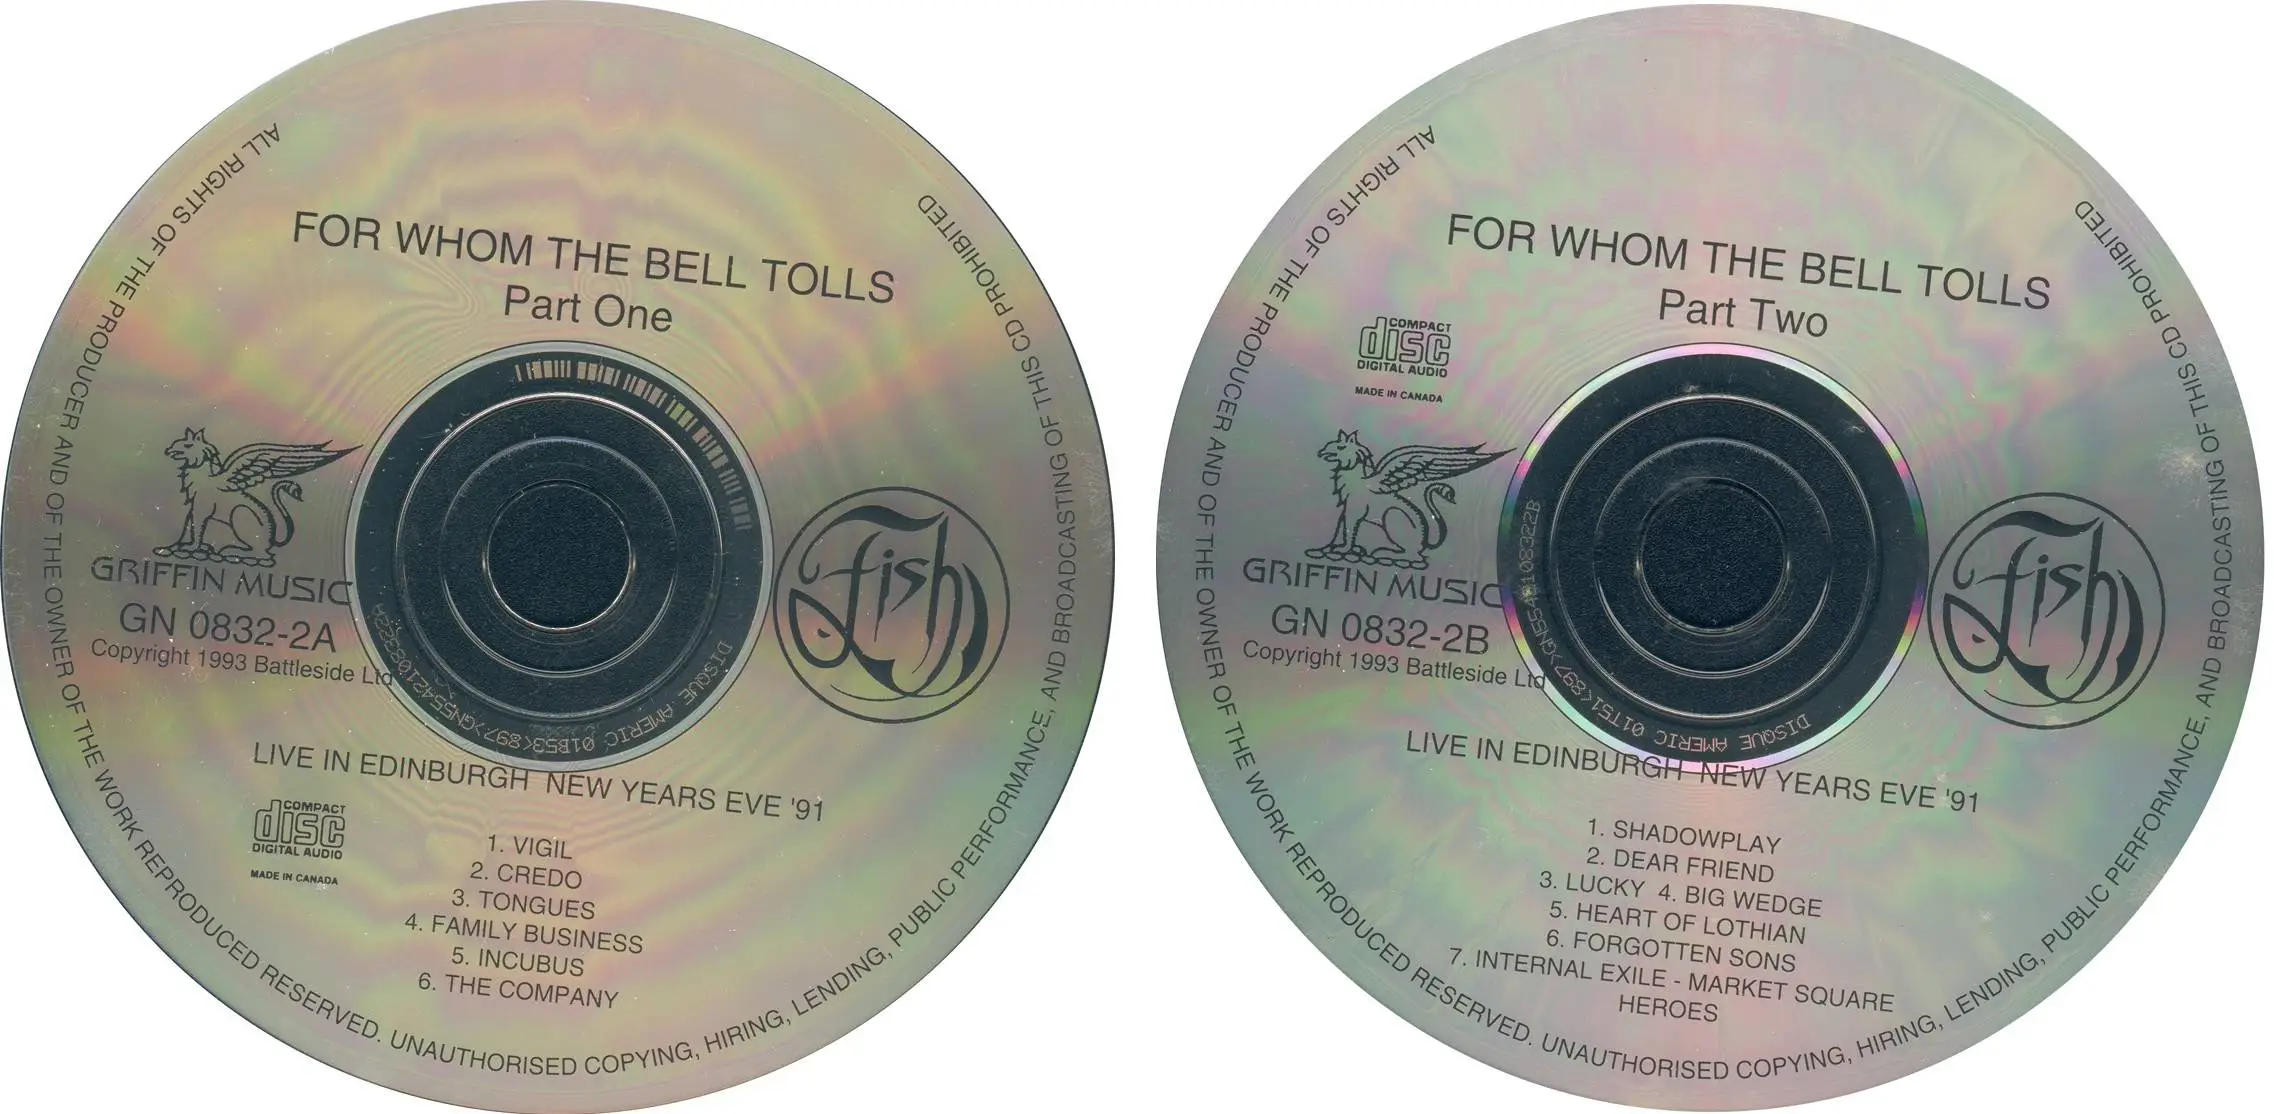 FOR WHOM THE BELL TOLLS
Part One
GRIFFIN MUSIC
GN 0832-2A
Copyright 1993 Battleside Ltd
fish
LIVE IN EDINBURGH NEW YEARS EVE '91
COMPACT
disc
DIGITAL AUDIO
MADE IN CANADA
1. VIGIL
2. CREDO
3. TONGUES
4. FAMILY BUSINESS
5. INCUBUS
6. THE COMPANY
ALL RIGHTS OF THE PRODUCER AND OF THE OWNER OF THE WORK REPRODUCED RESERVED. UNAUTHORISED COPYING, HIRING, LENDING, PUBLIC PERFORMANCE, AND BROADCASTING OF THIS CD PROHIBITED
FOR WHOM THE BELL TOLLS
Part Two
COMPACT
disc
DIGITAL AUDIO
MADE IN CANADA
GRIFFIN MUSIC
GN 0832-2B
Copyright 1993 Battleside Ltd
fish
DISQUE AMERIC
LIVE IN EDINBURGH NEW YEARS EVE '91
1. SHADOWPLAY
2. DEAR FRIEND
3. LUCKY 4. BIG WEDGE
5. HEART OF LOTHIAN
6. FORGOTTEN SONS
7. INTERNAL EXILE - MARKET SQUARE
HEROES
ALL RIGHTS OF THE PRODUCER AND OF THE OWNER OF THE WORK REPRODUCED RESERVED. UNAUTHORISED COPYING, HIRING, LENDING, PUBLIC PERFORMANCE, AND BROADCASTING OF THIS CD PROHIBITED